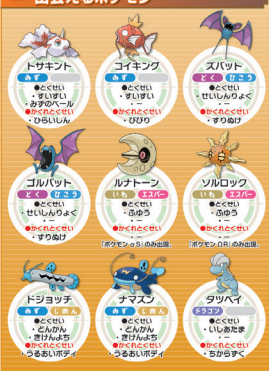 出会えるポケモン
トサキント
みず
●とくせい
・すいすい
・みずのベール
●かくれとくせい
・ひらいしん
コイキング
みず
●とくせい
・すいすい
・ー
●かくれとくせい
・びびり
ズバット
どく ひこう
●とくせい
・せいしんりょく
・ー
●かくれとくせい
・すりぬけ
ゴルバット
どく ひこう
●とくせい
・せいしんりょく
・ー
●かくれとくせい
・すりぬけ
ルナトーン
いわ エスパー
●とくせい
・ふゆう
・ー
●かくれとくせい
・ー
『ポケモン αS』のみ出現。
ソルロック
いわ エスパー
●とくせい
・ふゆう
・ー
●かくれとくせい
・ー
『ポケモン ΩR』のみ出現。
ドジョッチ
みず じめん
●とくせい
・どんかん
・きけんよち
●かくれとくせい
・うるおいボディ
ナマズン
みず じめん
●とくせい
・どんかん
・きけんよち
●かくれとくせい
・うるおいボディ
タツベイ
ドラゴン
●とくせい
・いしあたま
・ー
●かくれとくせい
・ちからずく